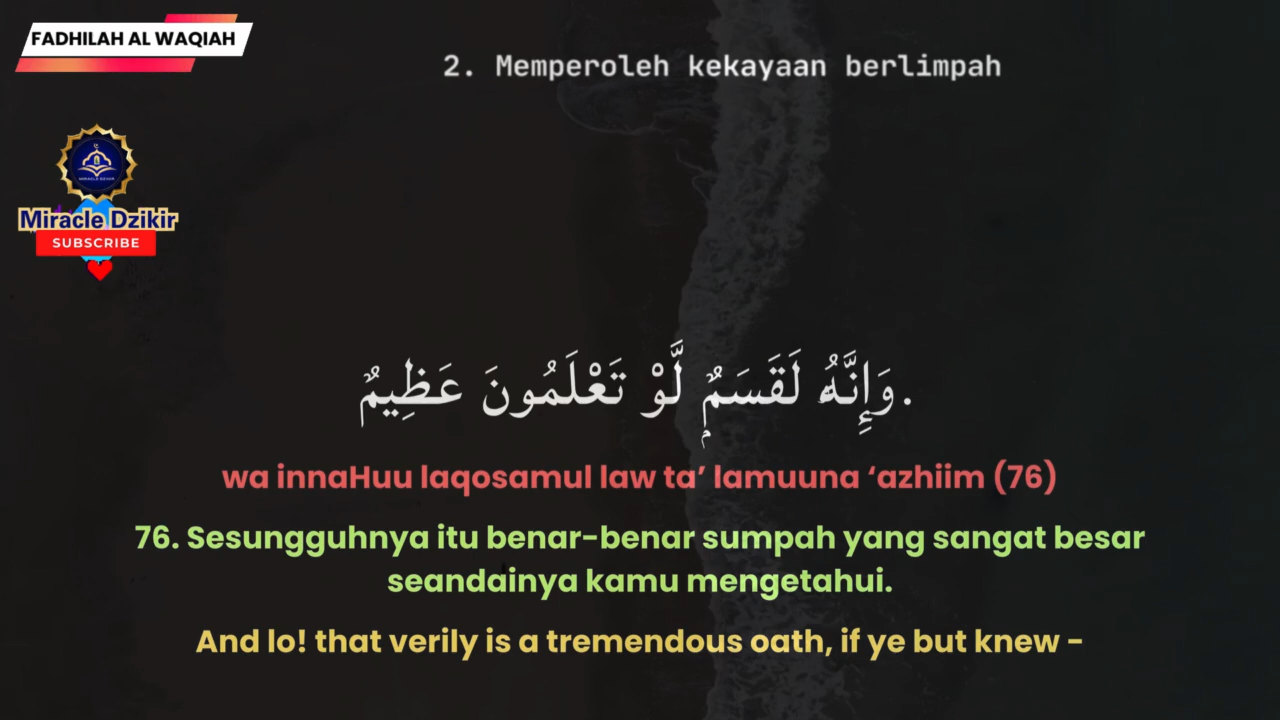 FADHILAH AL WAQIAH
2. Memperoleh kekayaan berlimpah
Miracle Dzikir
SUBSCRIBE
وَإِنَّهُۥ لَقَسَمٌۭ لَّوْ تَعْلَمُونَ عَظِيمٌ.
wa innaHuu laqosamul law ta’ lamuuna ‘azhiim (76)
76. Sesungguhnya itu benar-benar sumpah yang sangat besar
seandainya kamu mengetahui.
And lo! that verily is a tremendous oath, if ye but knew -